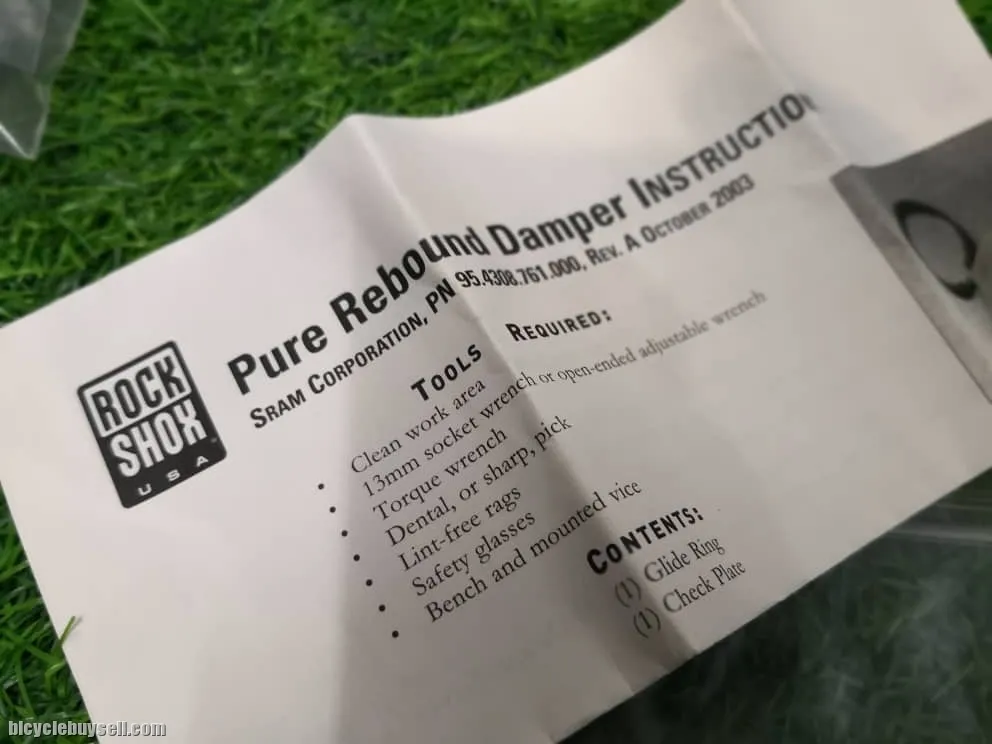 ROCK
SHOX
USA
Pure Rebound Damper INSTRUCTIO
SRAM CORPORATION, PN 95.4308.761.000, REV. A OCTOBER 2003
TOOLS REQUIRED:
• Clean work area
• 13mm socket wrench or open-ended adjustable wrench
• Torque wrench
• Dental, or sharp, pick
• Lint-free rags
• Safety glasses
• Bench and mounted vice
CONTENTS:
(1) Glide Ring
(1) Check Plate
bicyclebuysell.com